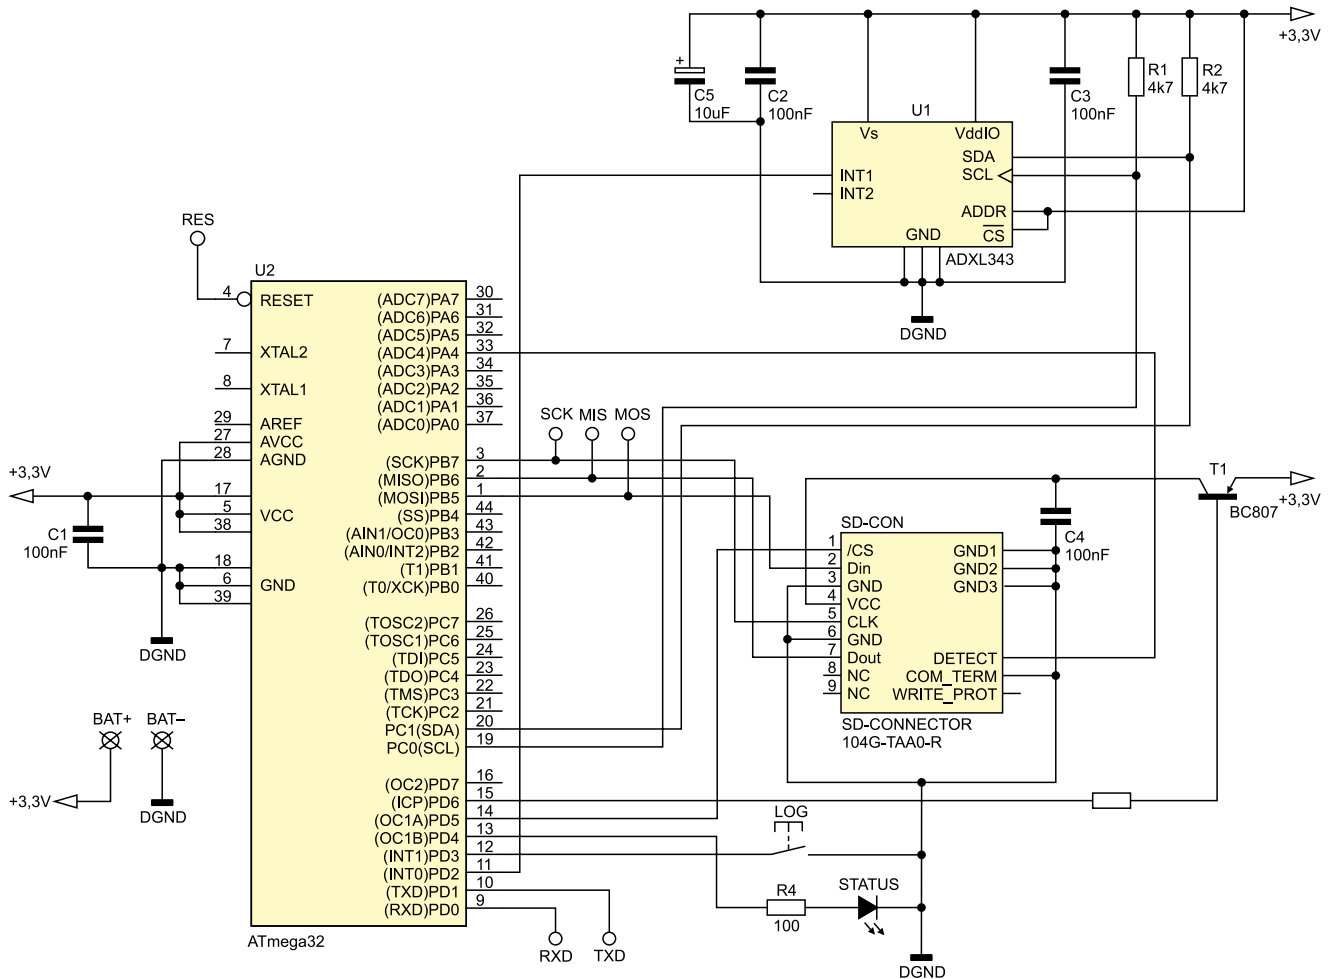 +3,3V
+
C5
10uF
C2
100nF
C3
100nF
R1
4k7
R2
4k7
U1
Vs
VddIO
SDA
SCL
INT1
INT2
ADDR
CS
GND
ADXL343
DGND
RES
U2
4
RESET
7
XTAL2
8
XTAL1
29
AREF
27
AVCC
28
AGND
17
5
VCC
38
18
6
GND
39
+3,3V
C1
100nF
DGND
BAT+
BAT–
+3,3V
DGND
(ADC7)PA7 30
(ADC6)PA6 31
(ADC5)PA5 32
(ADC4)PA4 33
(ADC3)PA3 34
(ADC2)PA2 35
(ADC1)PA1 36
(ADC0)PA0 37
(SCK)PB7 3
(MISO)PB6 2
(MOSI)PB5 1
(SS)PB4 44
(AIN1/OC0)PB3 43
(AIN0/INT2)PB2 42
(T1)PB1 41
(T0/XCK)PB0 40
(TOSC2)PC7 26
(TOSC1)PC6 25
(TDI)PC5 24
(TDO)PC4 23
(TMS)PC3 22
(TCK)PC2 21
PC1(SDA) 20
PC0(SCL) 19
(OC2)PD7 16
(ICP)PD6 15
(OC1A)PD5 14
(OC1B)PD4 13
(INT1)PD3 12
(INT0)PD2 11
(TXD)PD1 10
(RXD)PD0 9
ATmega32
SCK MIS MOS
SD-CON
1 /CS
2 Din
3 GND
4 VCC
5 CLK
6 GND
7 Dout
8 NC
9 NC
GND1
GND2
GND3
DETECT
COM_TERM
WRITE_PROT
SD-CONNECTOR
104G-TAA0-R
C4
100nF
T1
+3,3V
BC807
LOG
R4
100
STATUS
DGND
RXD
TXD